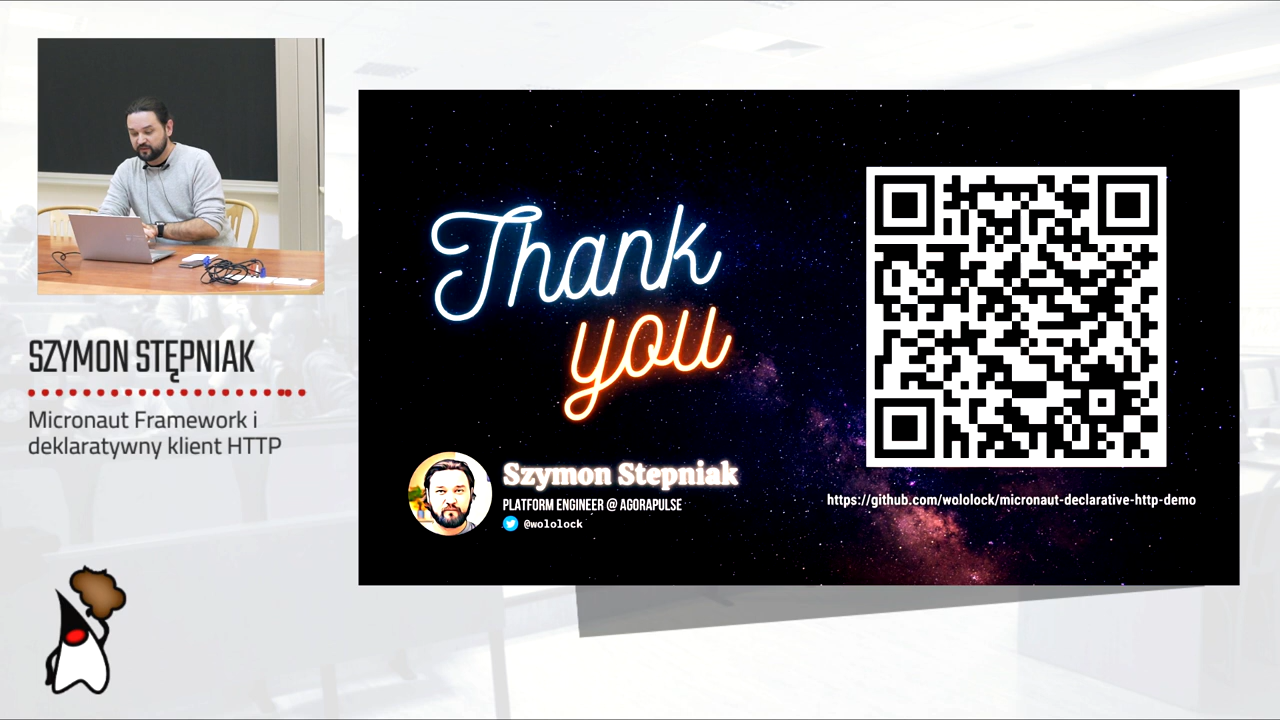 SZYMON STĘPNIAK
Micronaut Framework i
deklaratywny klient HTTP
Thank
you
Szymon Stepniak
PLATFORM ENGINEER @ AGORAPULSE
@wololock
https://github.com/wololock/micronaut-declarative-http-demo